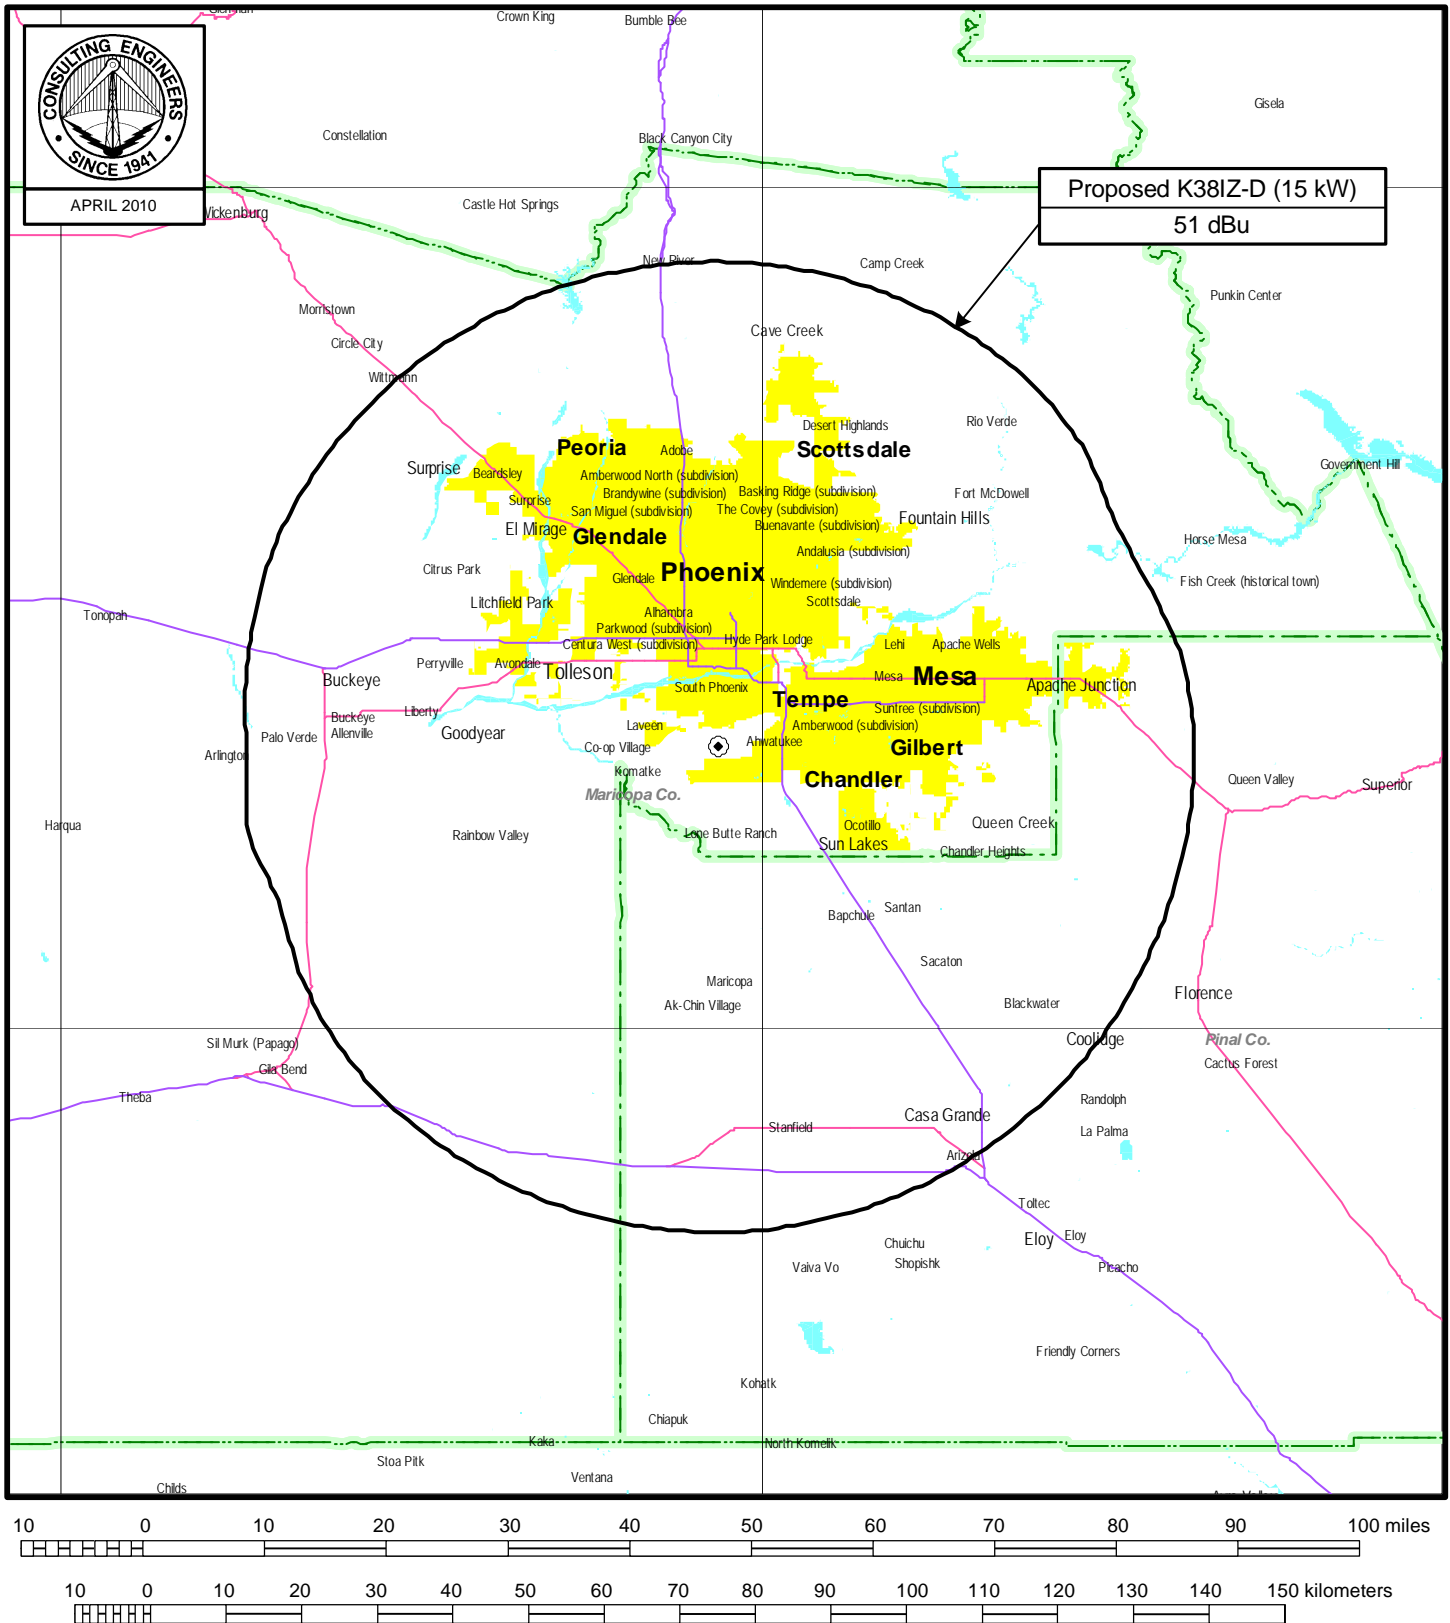 Crown King
Bumble Bee
CONSULTING ENGINEERS
SINCE 1941
APRIL 2010
Gisela
Constellation
Black Canyon City
Proposed K38IZ-D (15 kW)
51 dBu
Castle Hot Springs
New River
Camp Creek
Punkin Center
Morristown
Cave Creek
Circle City
Wittmann
Desert Highlands
Rio Verde
Peoria
Adobe
Scottsdale
Surprise
Beardsley
Amberwood North (subdivision)
Government Hill
Brandywine (subdivision)
Basking Ridge (subdivision)
Fort McDowell
Surprise
San Miguel (subdivision)
The Covey (subdivision)
El Mirage
Buenavante (subdivision)
Fountain Hills
Glendale
Horse Mesa
Andalusia (subdivision)
Citrus Park
Glendale
Phoenix
Windemere (subdivision)
Fish Creek (historical town)
Litchfield Park
Scottsdale
Tonopah
Alhambra
Parkwood (subdivision)
Centura West (subdivision)
Hyde Park Lodge
Lehi
Apache Wells
Perryville
Avondale
Tolleson
Buckeye
South Phoenix
Mesa
Mesa
Apache Junction
Tempe
Liberty
Suntree (subdivision)
Buckeye
Allenville
Goodyear
Laveen
Amberwood (subdivision)
Palo Verde
Arlington
Co-op Village
Ahwatukee
Gilbert
Komatke
Chandler
Queen Valley
Superior
Maricopa Co.
Harqua
Rainbow Valley
Lone Butte Ranch
Ocotillo
Queen Creek
Sun Lakes
Chandler Heights
Bapchule
Santan
Sacaton
Maricopa
Ak-Chin Village
Blackwater
Florence
Sil Murk (Papago)
Coolidge
Pinal Co.
Gila Bend
Cactus Forest
Theba
Randolph
Casa Grande
Stanfield
La Palma
Arizola
Toltec
Eloy
Eloy
Chuichu
Vaiva Vo
Shopishk
Picacho
Friendly Corners
Kohatk
Chiapuk
Kaka
North Komelik
Stoa Pitk
Ventana
Childs
10 0 10 20 30 40 50 60 70 80 90 100 miles
10 0 10 20 30 40 50 60 70 80 90 100 110 120 130 140 150 kilometers